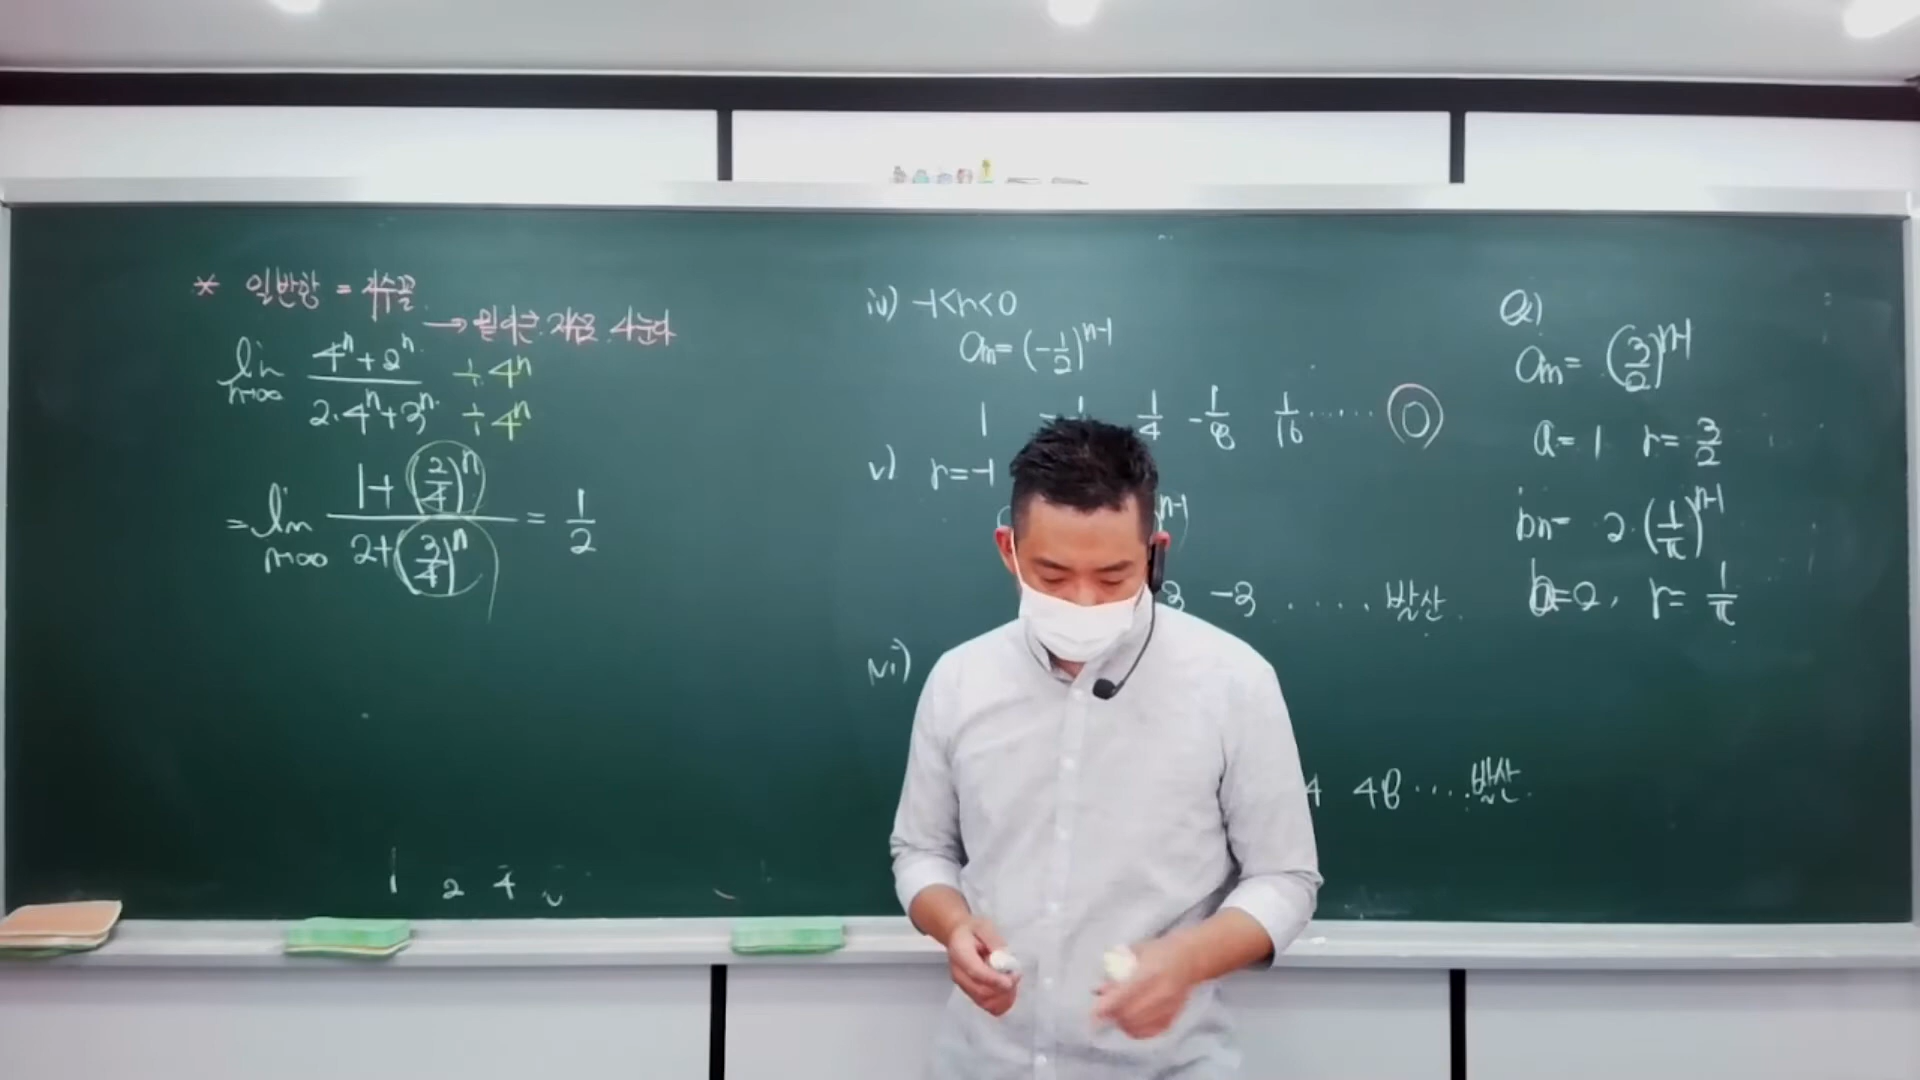 * 일반항 = 지수꼴
→ 밑이큰 지수로 나눈다
lim n→∞ (4ⁿ+2ⁿ)/(2·4ⁿ+3ⁿ) ÷4ⁿ ÷4ⁿ
= lim n→∞ (1+(2/4)ⁿ)/(2+(3/4)ⁿ) = 1/2
1 2 4
iv) -1<r<0
an = (-1/2)ⁿ⁻¹
1 1/4 -1/8 1/16 ⋯⋯ 0
v) r=-1
n-1
-3 ..... 발산
vi)
48 ..... 발산
Q)
an = (3/2)ⁿ⁻¹
a=1 r=3/2
bn = 2·(1/π)ⁿ⁻¹
b=2, r=1/π